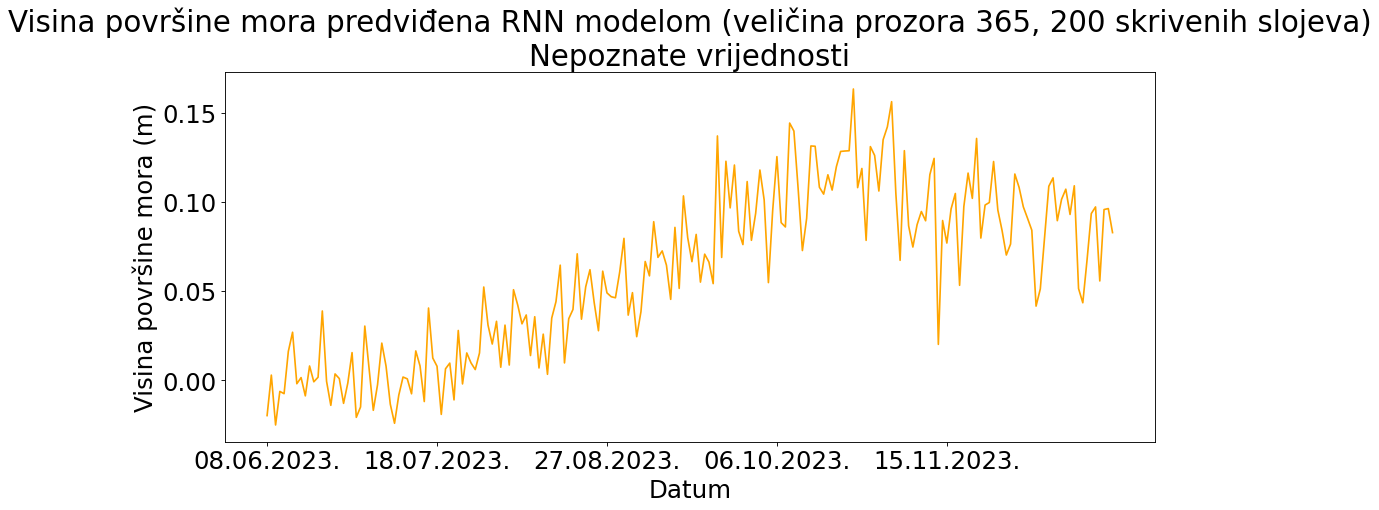 Visina površine mora predviđena RNN modelom (veličina prozora 365, 200 skrivenih slojeva)
Nepoznate vrijednosti
Visina površine mora (m)
0.15
0.10
0.05
0.00
08.06.2023. 18.07.2023. 27.08.2023. 06.10.2023. 15.11.2023.
Datum